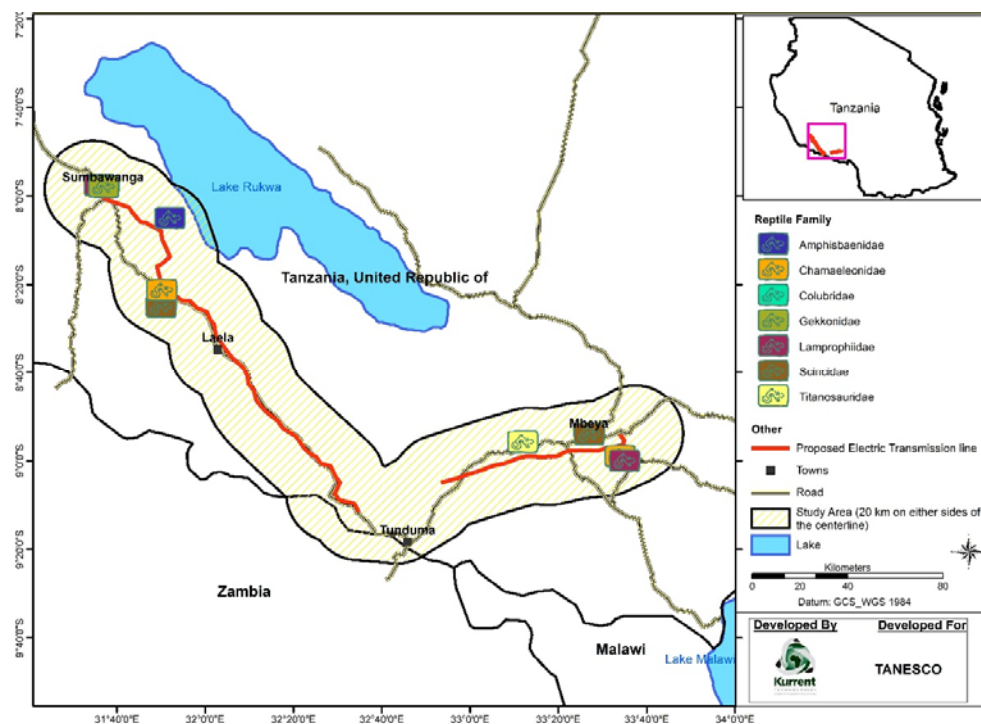 7°20'0"S
7°40'0"S
8°0'0"S
8°20'0"S
8°40'0"S
9°0'0"S
9°20'0"S
9°40'0"S
31°40'0"E
32°0'0"E
32°20'0"E
32°40'0"E
33°0'0"E
33°20'0"E
33°40'0"E
34°0'0"E
Sumbawanga
Lake Rukwa
Tanzania, United Republic of
Laela
Mbeya
Tunduma
Zambia
Malawi
Lake Malawi
Tanzania
Reptile Family
Amphisbaenidae
Chamaeleonidae
Colubridae
Gekkonidae
Lamprophiidae
Scincidae
Titanosauridae
Other
Proposed Electric Transmission line
Towns
Road
Study Area (20 km on either sides of
the centerline)
Lake
Kilometers
0 20 40 80
Datum: GCS_WGS 1984
Developed By
Developed For
Kurrent
TANESCO